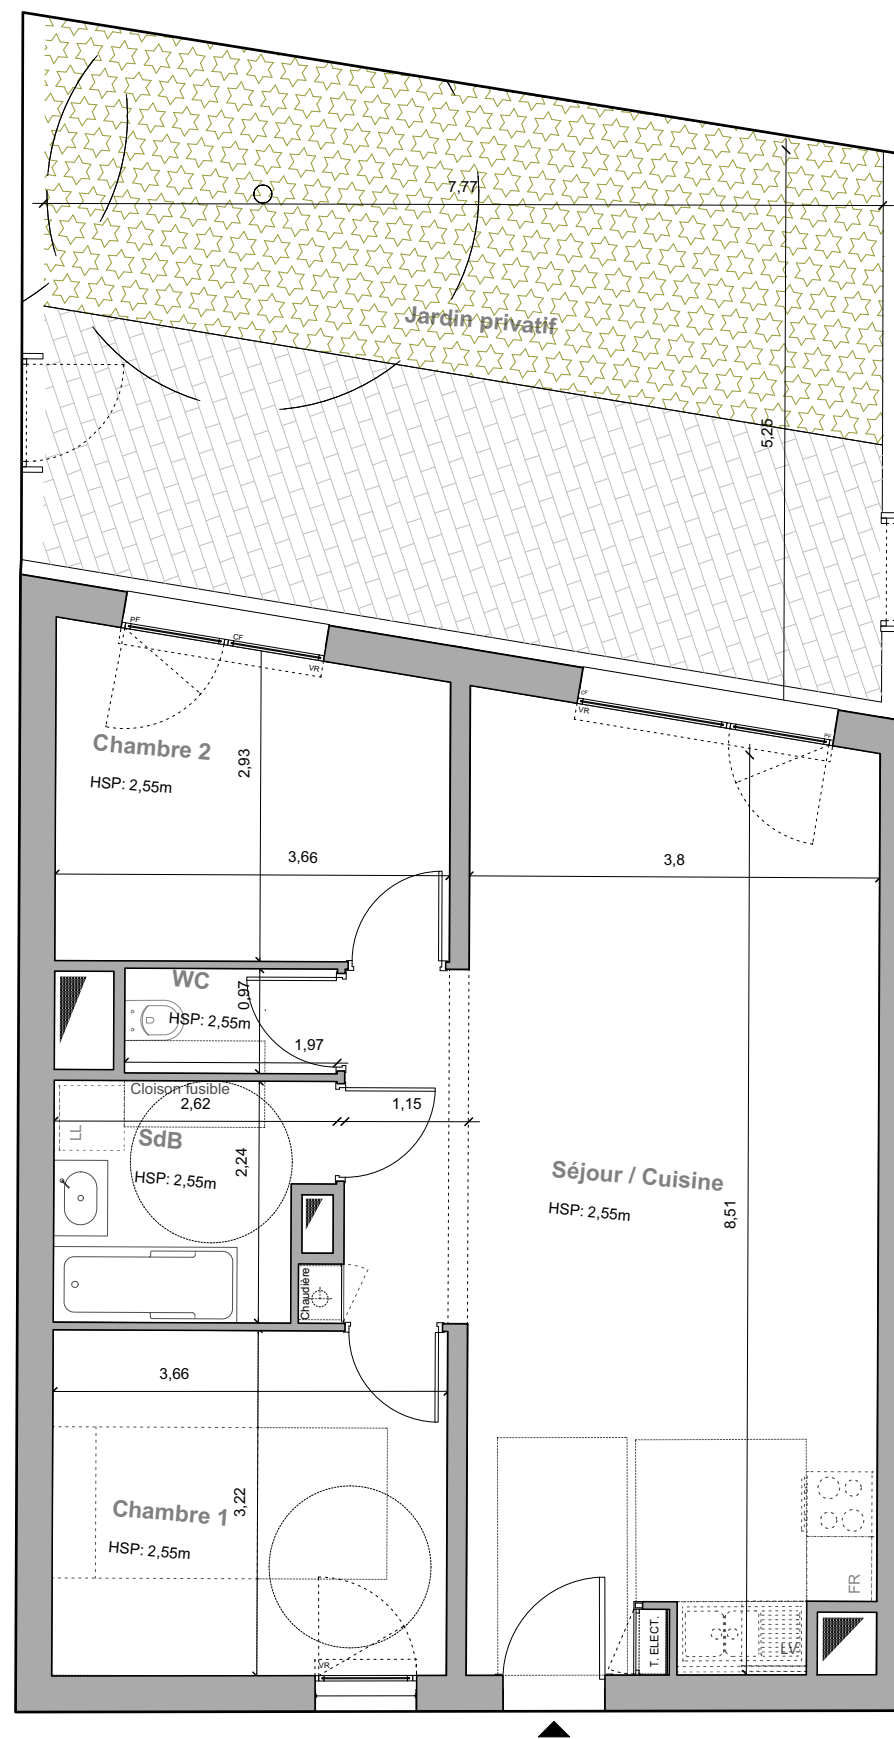 7,77
Jardin privatif
5,25
PF
CF
VR
CF
VR
PF
Chambre 2
HSP: 2,55m
2,93
3,66
3,8
WC
HSP: 2,55m
0,97
1,97
Cloison fusible
2,62
1,15
LL
SdB
HSP: 2,55m
2,24
Séjour / Cuisine
HSP: 2,55m
8,51
Chaudière
3,66
Chambre 1
HSP: 2,55m
3,22
VR
FR
T. ELECT.
LV